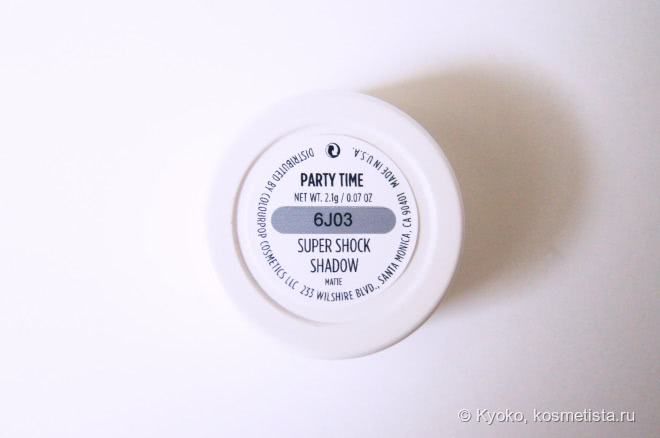 PARTY TIME
NET WT. 2.1g / 0.07 OZ
6J03
SUPER SHOCK
SHADOW
MATTE
DISTRIBUTED BY COLOURPOP COSMETICS LLC 233 WILSHIRE BLVD., SANTA MONICA, CA 90401 MADE IN U.S.A.
© Kyoko, kosmetista.ru